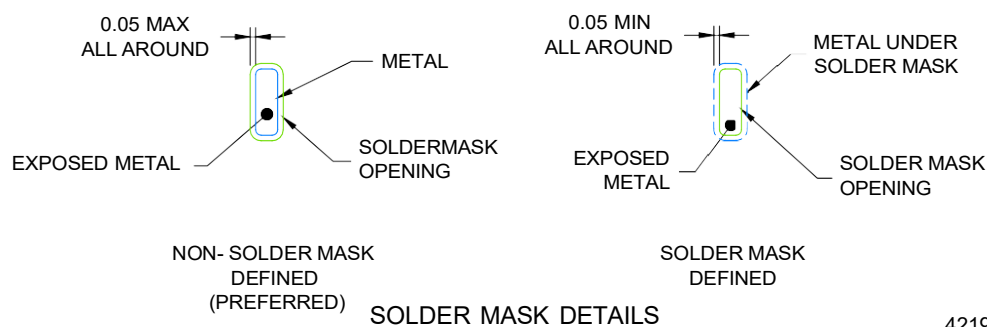 0.05 MAX
ALL AROUND
METAL
EXPOSED METAL
SOLDERMASK
OPENING
NON- SOLDER MASK
DEFINED
(PREFERRED)
0.05 MIN
ALL AROUND
METAL UNDER
SOLDER MASK
EXPOSED
METAL
SOLDER MASK
OPENING
SOLDER MASK
DEFINED
SOLDER MASK DETAILS
4219